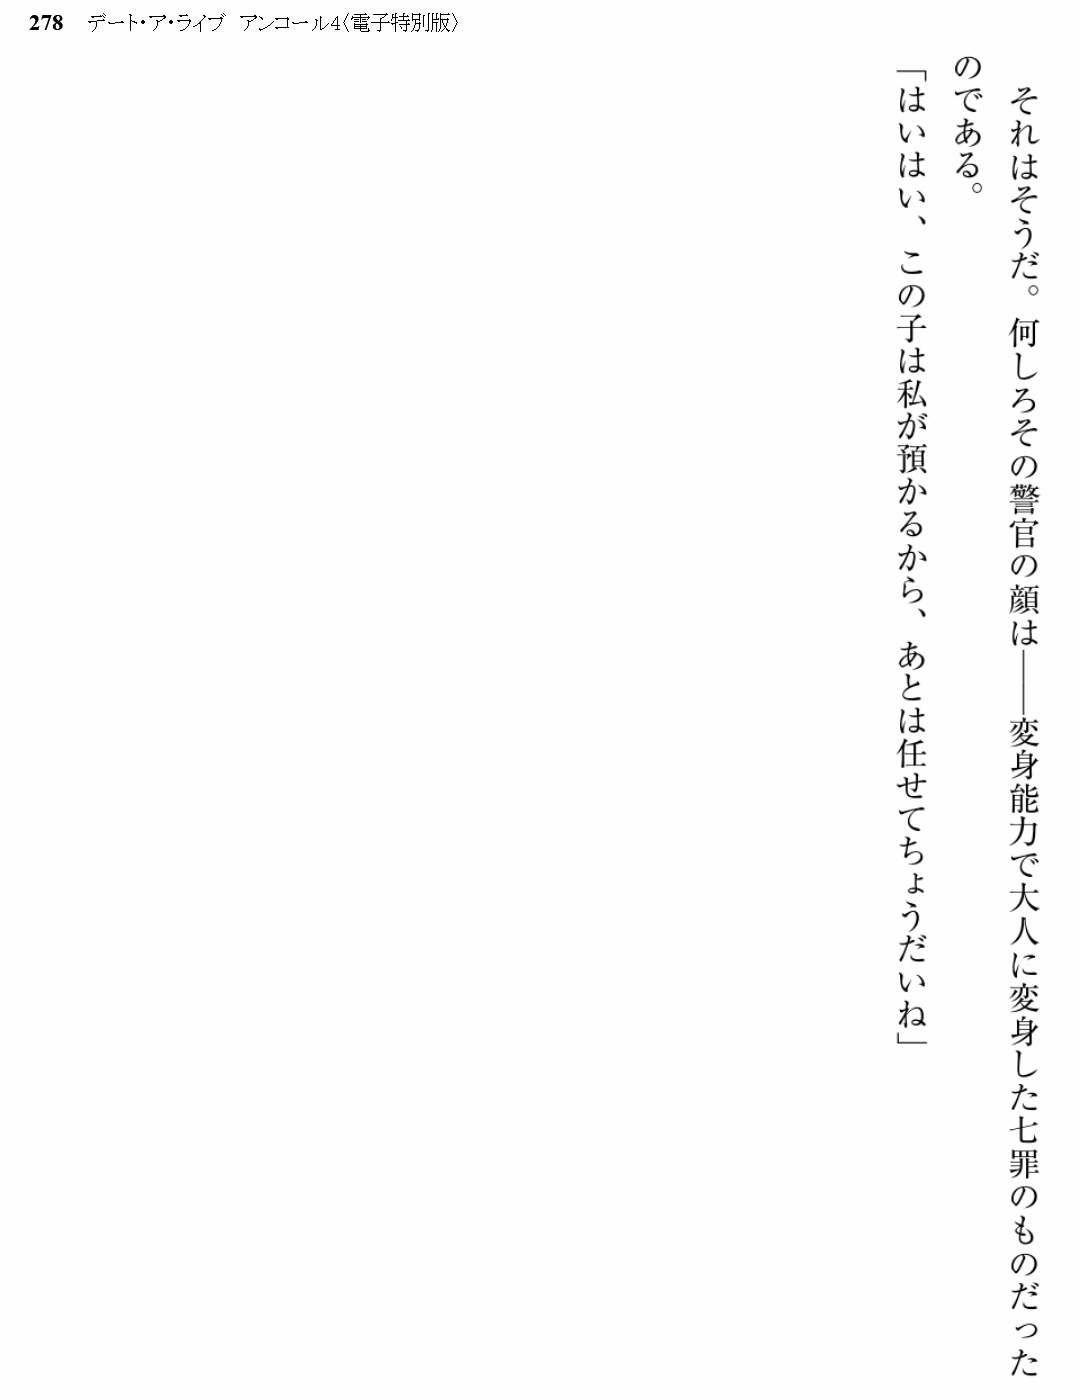 278 デート・ア・ライブ アンコール4〈電子特別版〉
それはそうだ。何しろその警官の顔は――変身能力で大人に変身した七罪のものだった
のである。
「はいはい、この子は私が預かるから、あとは任せてちょうだいね」